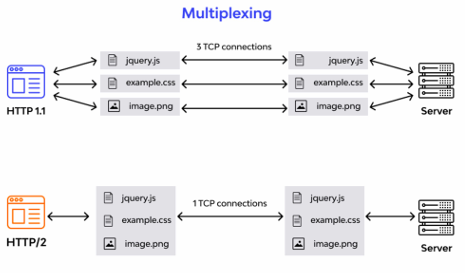 Multiplexing
3 TCP connections
jquery.js
jquery.js
example.css
example.css
image.png
image.png
HTTP 1.1
Server
jquery.js
example.css
image.png
1 TCP connections
jquery.js
example.css
image.png
HTTP/2
Server